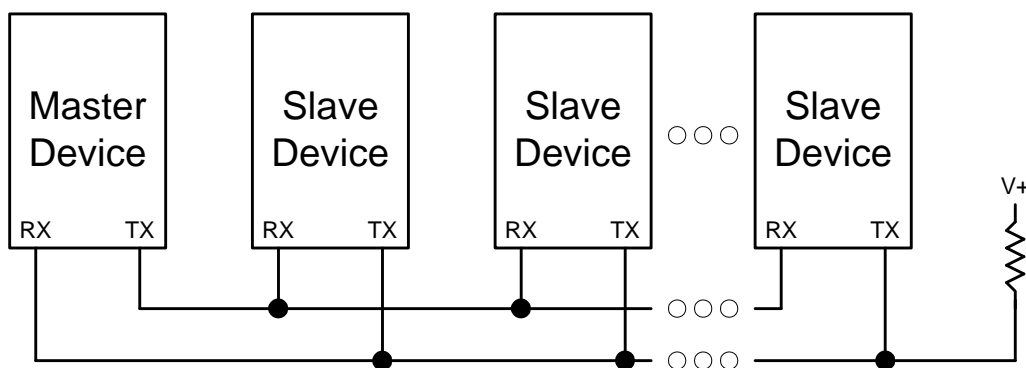 Master
Device
Slave
Device
Slave
Device
Slave
Device
V+
RX TX
RX TX
RX TX
RX TX